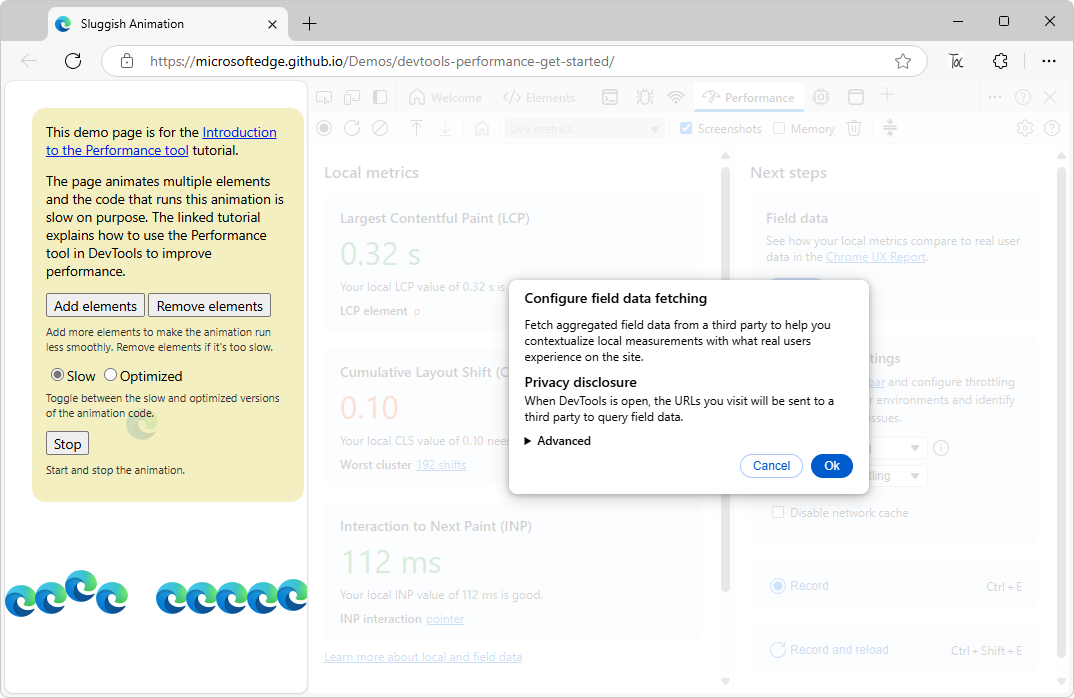 Sluggish Animation
https://microsoftedge.github.io/Demos/devtools-performance-get-started/
This demo page is for the Introduction
to the Performance tool tutorial.
The page animates multiple elements
and the code that runs this animation is
slow on purpose. The linked tutorial
explains how to use the Performance
tool in DevTools to improve
performance.
Add elements
Remove elements
Add more elements to make the animation run
less smoothly. Remove elements if it's too slow.
Slow
Optimized
Toggle between the slow and optimized versions
of the animation code.
Stop
Start and stop the animation.
Welcome
Elements
Performance
Live metrics
Screenshots
Memory
Local metrics
Largest Contentful Paint (LCP)
0.32 s
Your local LCP value of 0.32 s is
LCP element p
Cumulative Layout Shift (C
0.10
Your local CLS value of 0.10 nee
Worst cluster 192 shifts
Interaction to Next Paint (INP)
112 ms
Your local INP value of 112 ms is good.
INP interaction pointer
Learn more about local and field data
Configure field data fetching
Fetch aggregated field data from a third party to help you
contextualize local measurements with what real users
experience on the site.
Privacy disclosure
When DevTools is open, the URLs you visit will be sent to a
third party to query field data.
Advanced
Cancel
Ok
Next steps
Field data
See how your local metrics compare to real user
data in the Chrome UX Report.
tings
bar and configure throttling
r environments and identify
issues.
g
tling
Disable network cache
Record
Ctrl + E
Record and reload
Ctrl + Shift + E